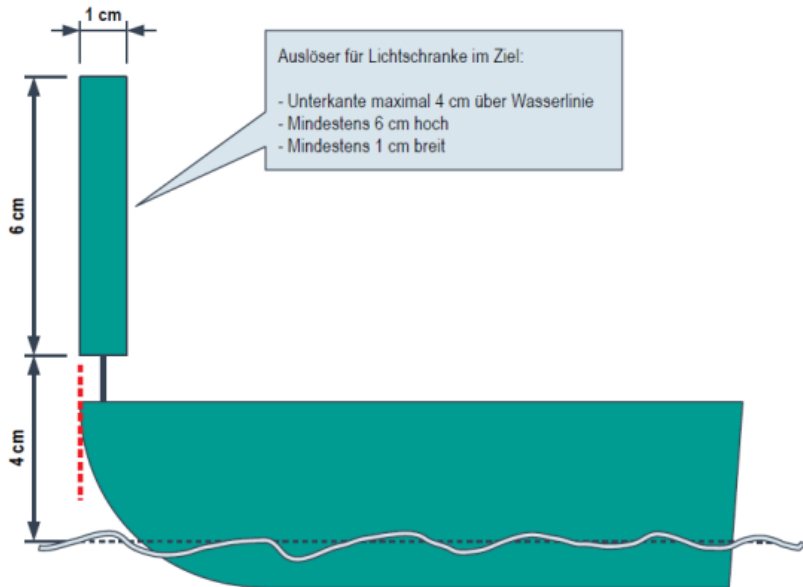 1 cm
Auslöser für Lichtschranke im Ziel:
- Unterkante maximal 4 cm über Wasserlinie
- Mindestens 6 cm hoch
- Mindestens 1 cm breit
6 cm
4 cm